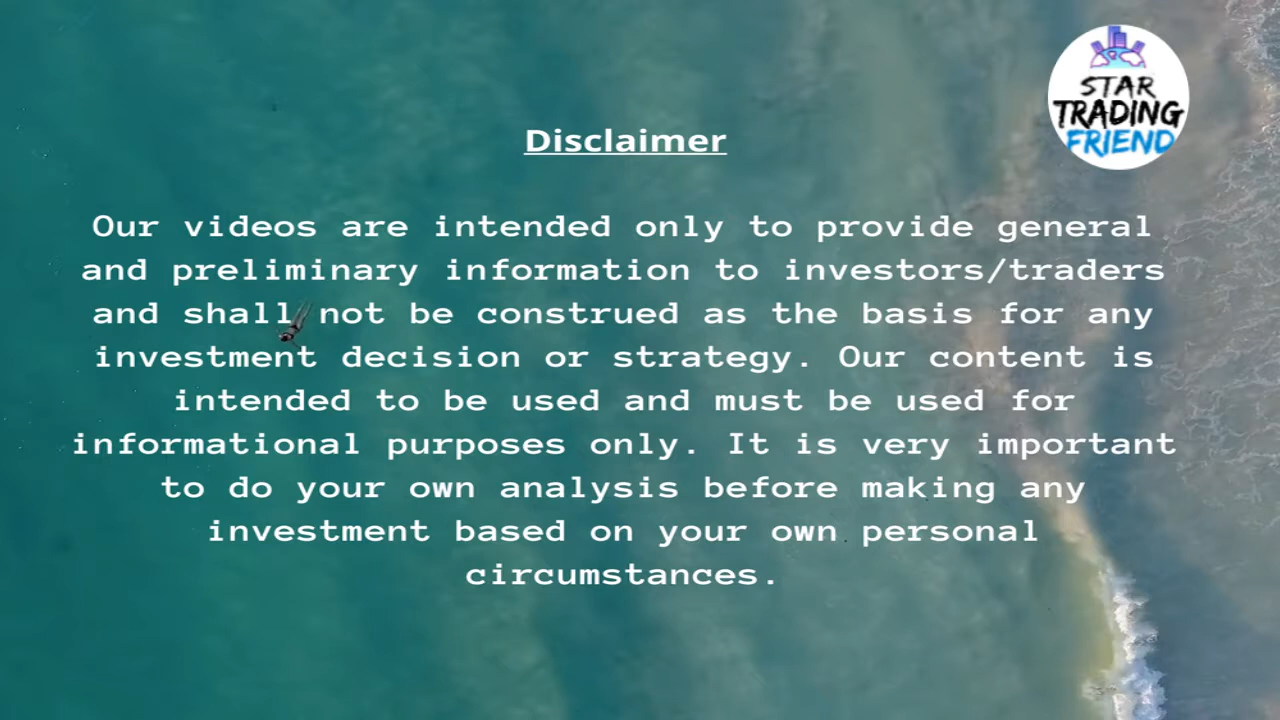 STAR
TRADING
FRIEND
Disclaimer
Our videos are intended only to provide general
and preliminary information to investors/traders
and shall not be construed as the basis for any
investment decision or strategy. Our content is
intended to be used and must be used for
informational purposes only. It is very important
to do your own analysis before making any
investment based on your own personal
circumstances.